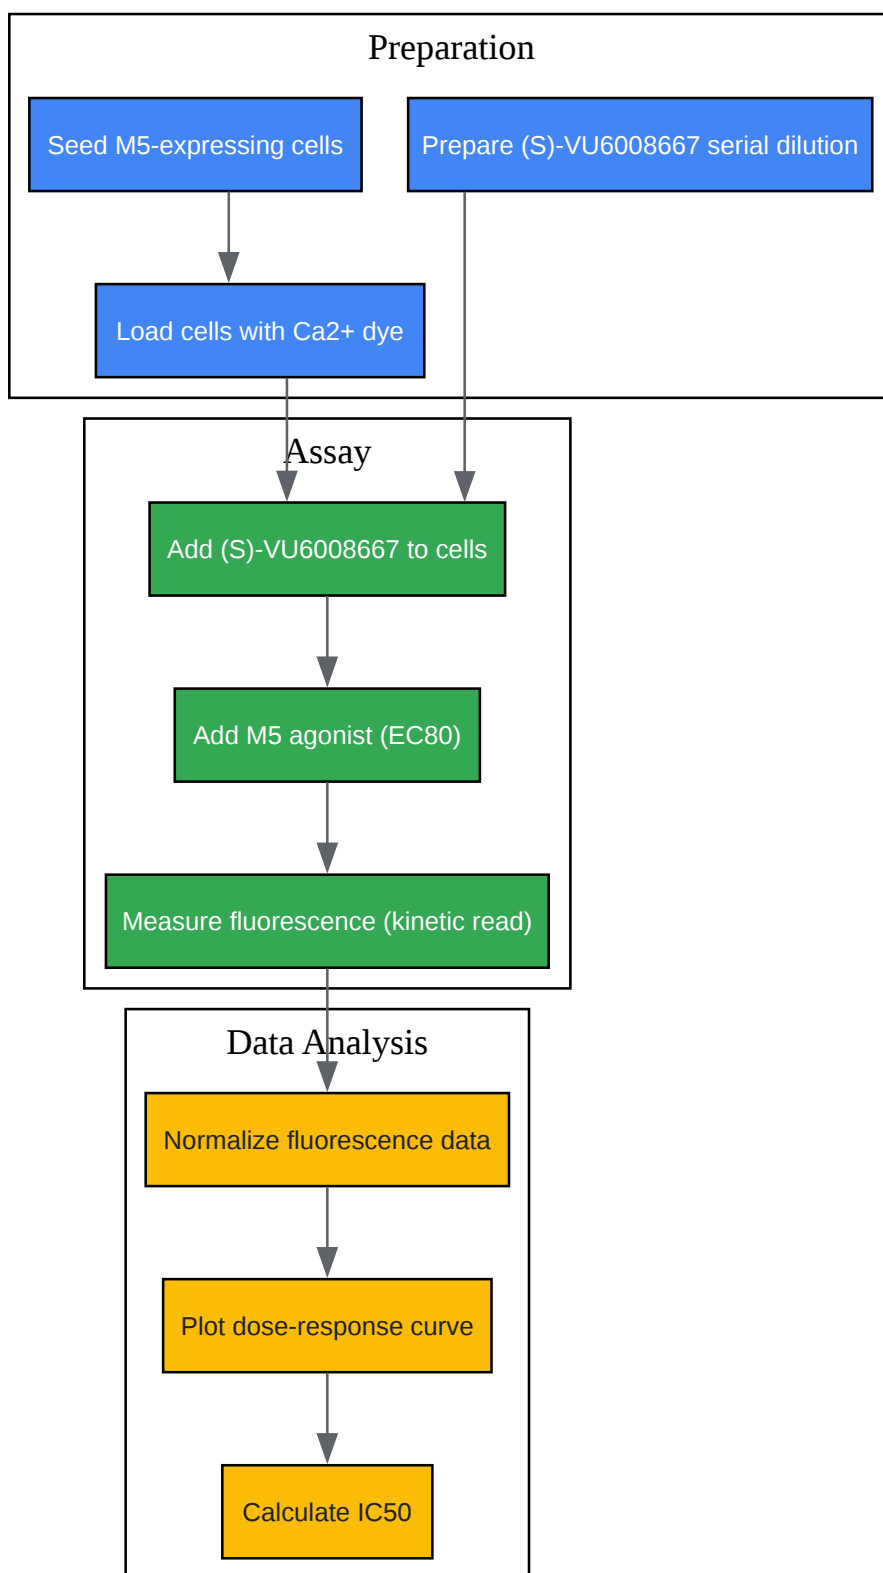 Preparation
Seed M5-expressing cells
Prepare (S)-VU6008667 serial dilution
Load cells with Ca2+ dye
Assay
Add (S)-VU6008667 to cells
Add M5 agonist (EC80)
Measure fluorescence (kinetic read)
Data Analysis
Normalize fluorescence data
Plot dose-response curve
Calculate IC50